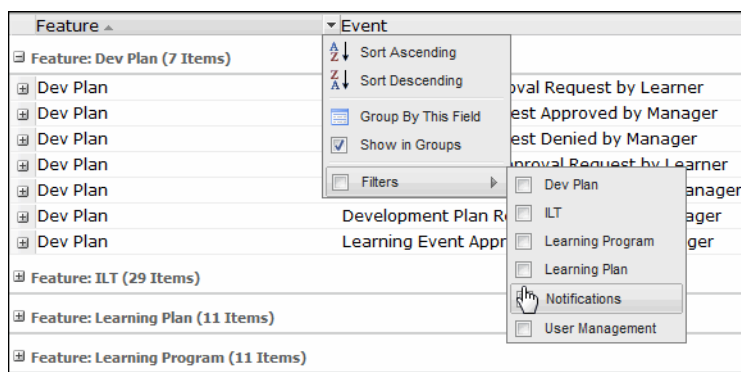 Feature Event
Feature: Dev Plan (7 Items)
Sort Ascending
Sort Descending
Group By This Field
Show in Groups
Filters
Dev Plan oval Request by Learner
Dev Plan est Approved by Manager
Dev Plan est Denied by Manager
Dev Plan proval Request by Learner
Dev Plan anager
Dev Plan Development Plan R ager
Dev Plan Learning Event Appr ger
Dev Plan
ILT
Learning Program
Learning Plan
Notifications
User Management
Feature: ILT (29 Items)
Feature: Learning Plan (11 Items)
Feature: Learning Program (11 Items)